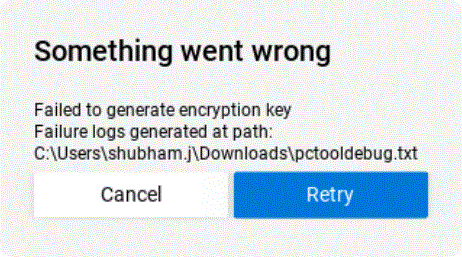 Something went wrong
Failed to generate encryption key
Failure logs generated at path:
C:\Users\shubham.j\Downloads\pctooldebug.txt
Cancel
Retry